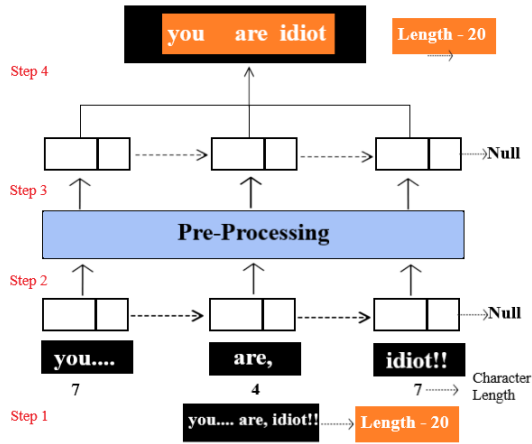 you are idiot
Length - 20
Step 4
Null
Step 3
Pre-Processing
Step 2
Null
you....
are,
idiot!!
7
4
7
Character
Length
Step 1
you.... are, idiot!!
Length - 20